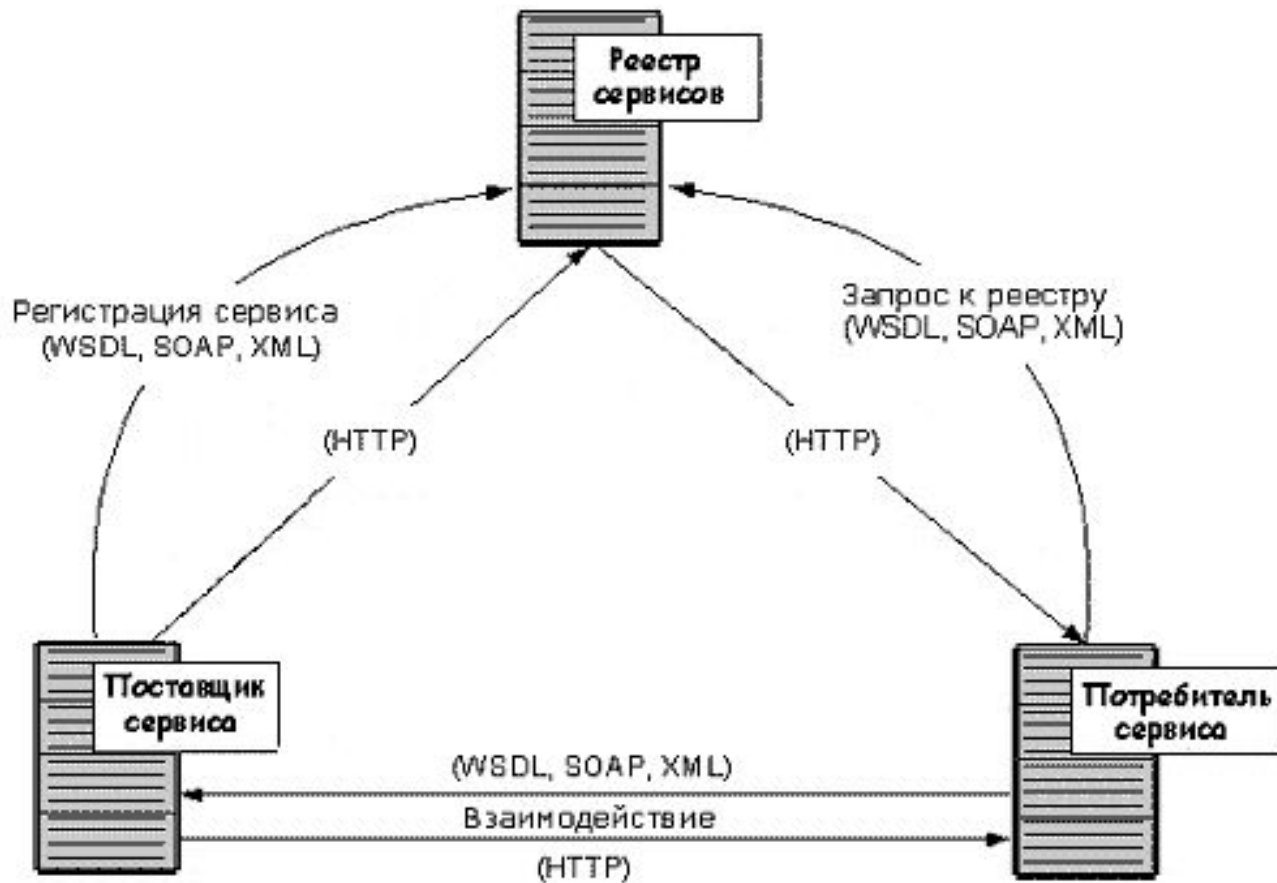 Реестр
сервисов
Регистрация сервиса
(WSDL, SOAP, XML)
Запрос к реестру
(WSDL, SOAP, XML)
(HTTP)
(HTTP)
Поставщик
сервиса
Потребитель
сервиса
(WSDL, SOAP, XML)
Взаимодействие
(HTTP)